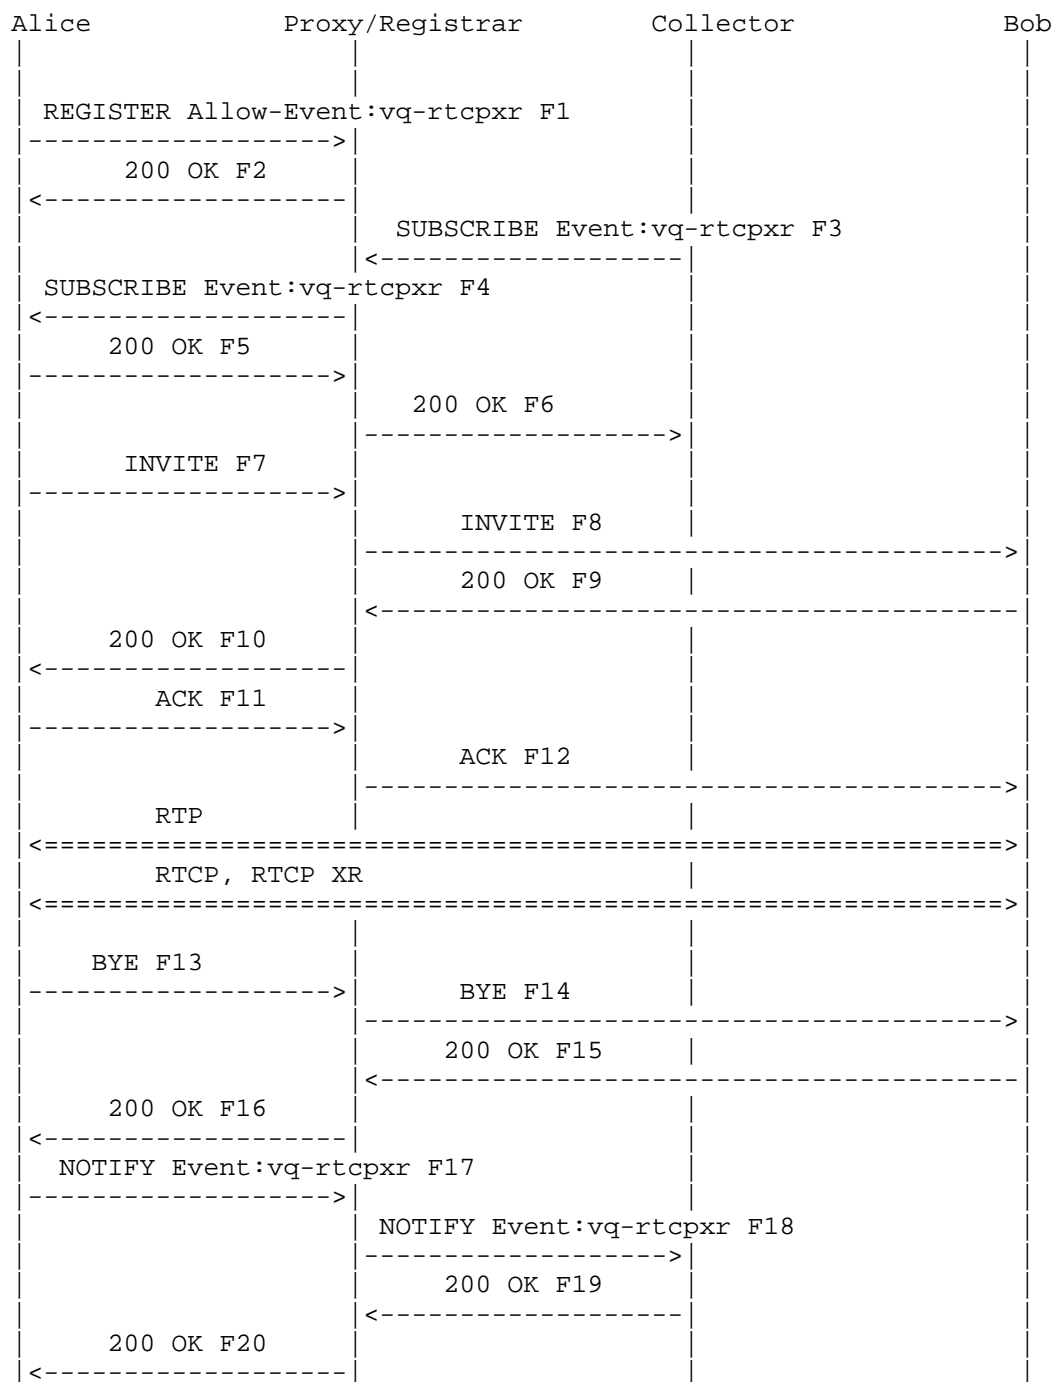 Alice Proxy/Registrar Collector Bob
REGISTER Allow-Event:vq-rtcpxr F1
200 OK F2
SUBSCRIBE Event:vq-rtcpxr F3
SUBSCRIBE Event:vq-rtcpxr F4
200 OK F5
200 OK F6
INVITE F7
INVITE F8
200 OK F9
200 OK F10
ACK F11
ACK F12
RTP
RTCP, RTCP XR
BYE F13
BYE F14
200 OK F15
200 OK F16
NOTIFY Event:vq-rtcpxr F17
NOTIFY Event:vq-rtcpxr F18
200 OK F19
200 OK F20